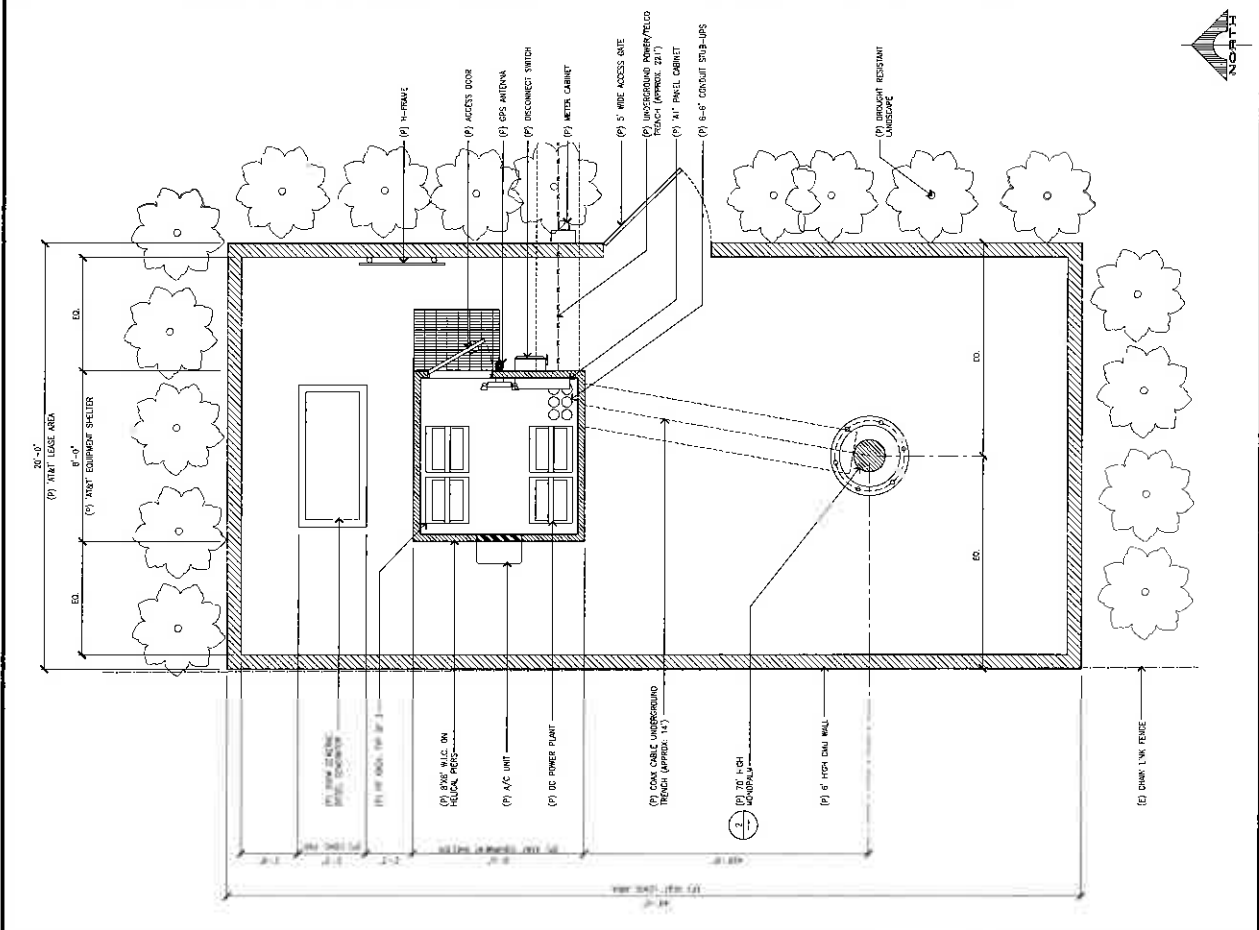 NORTH
(P) H-FRAME
(P) ACCESS DOOR
(P) GPS ANTENNA
(P) DISCONNECT SWITCH
(P) METER CABINET
(P) 5' WIDE ACCESS GATE
(P) UNDERGROUND POWER/TELCO
TRENCH (APPROX. 221')
(P) "A1" PANEL CABINET
(P) 6-6" CONDUIT STUB-UPS
(P) DROUGHT RESISTANT
LANDSCAPE
20'-0"
(P) "AT&T" LEASE AREA
EQ.
8'-0"
(P) "AT&T" EQUIPMENT SHELTER
EQ.
EQ.
EQ.
(P) 8'X8' W.I.C. ON
HELICAL PIERS
(P) A/C UNIT
(P) DC POWER PLANT
(P) COAX CABLE UNDERGROUND
TRENCH (APPROX. 14')
2
(P) 70' HIGH
MONOPALM
(P) 6' HIGH CMU WALL
(E) CHAIN LINK FENCE